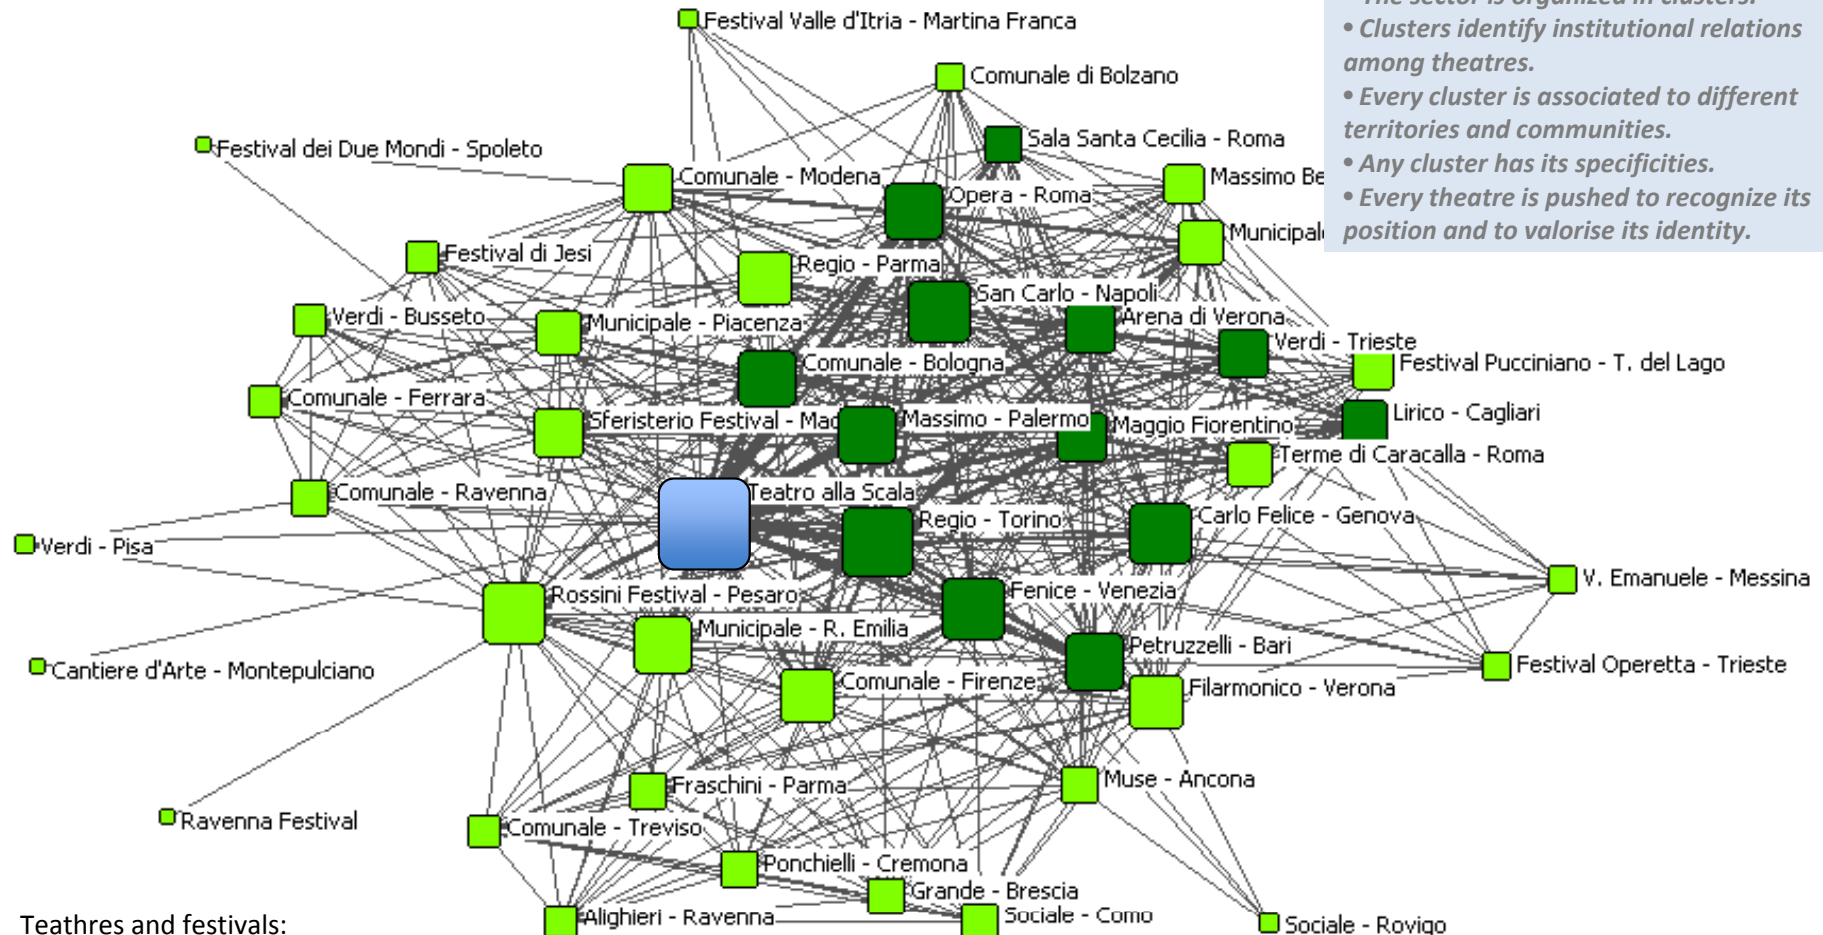 The sector is organized in clusters.
• Clusters identify institutional relations
among theatres.
• Every cluster is associated to different
territories and communities.
• Any cluster has its specificities.
• Every theatre is pushed to recognize its
position and to valorise its identity.
Festival Valle d'Itria - Martina Franca
Comunale di Bolzano
Sala Santa Cecilia - Roma
Festival dei Due Mondi - Spoleto
Comunale - Modena
Massimo Be
Opera - Roma
Municipale
Festival di Jesi
Regio - Parma
San Carlo - Napoli
Verdi - Busseto
Municipale - Piacenza
Arena di Verona
Verdi - Trieste
Comunale - Bologna
Festival Pucciniano - T. del Lago
Comunale - Ferrara
Sferisterio Festival - Mac
Massimo - Palermo
Maggio Fiorentino
Lirico - Cagliari
Terme di Caracalla - Roma
Comunale - Ravenna
Teatro alla Scala
Regio - Torino
Carlo Felice - Genova
Verdi - Pisa
V. Emanuele - Messina
Rossini Festival - Pesaro
Fenice - Venezia
Municipale - R. Emilia
Petruzzelli - Bari
Cantiere d'Arte - Montepulciano
Festival Operetta - Trieste
Comunale - Firenze
Filarmonico - Verona
Fraschini - Parma
Muse - Ancona
Ravenna Festival
Comunale - Treviso
Ponchielli - Cremona
Grande - Brescia
Alighieri - Ravenna
Sociale - Como
Sociale - Rovigo
Teathres and festivals: